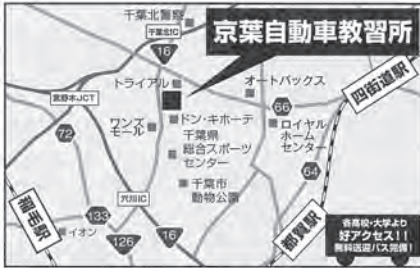 千葉北警察
千葉北IC
16
京葉自動車教習所
トライアル
オートバックス
四街道駅
宮野木JCT
66
ドン・キホーテ
ロイヤル
ホーム
センター
ワンズ
モール
72
千葉県
総合スポーツ
センター
64
千葉市
動物公園
穴川IC
稲毛駅
133
イオン
126
16
都賀駅
各高校・大学より
好アクセス!!
無料送迎バス完備!